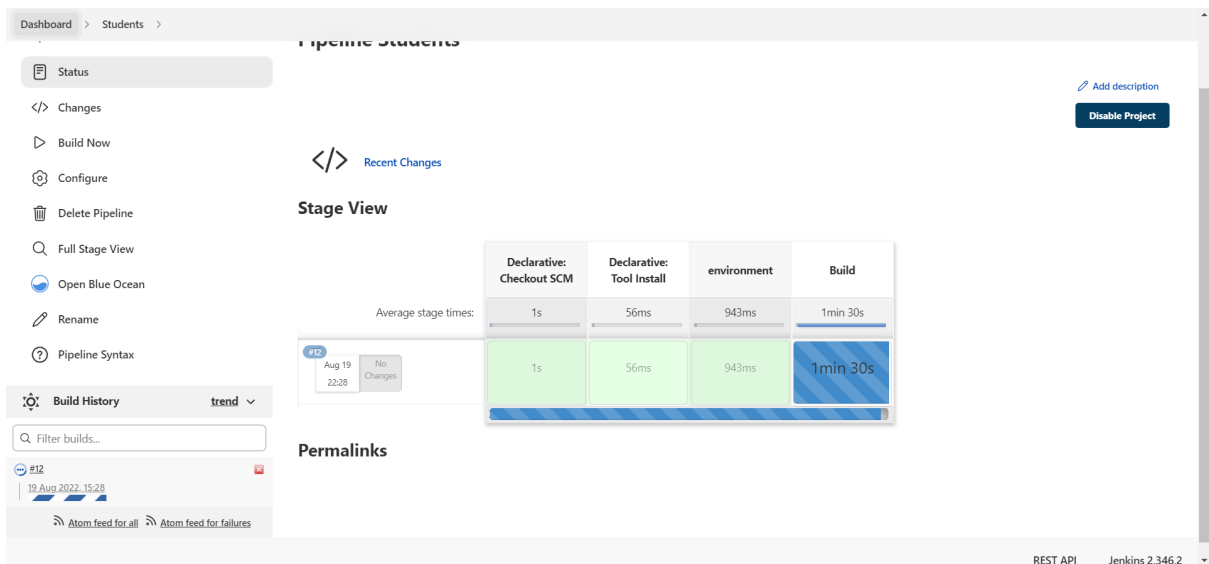 Dashboard > Students >
Pipeline Students
Status
Changes
Build Now
Configure
Delete Pipeline
Full Stage View
Open Blue Ocean
Rename
Pipeline Syntax
Build History trend
Filter builds...
#12
19 Aug 2022, 15:28
Atom feed for all Atom feed for failures
Add description
Disable Project
Recent Changes
Stage View
Declarative: Checkout SCM
Declarative: Tool Install
environment
Build
Average stage times:
1s 56ms 943ms 1min 30s
#12
Aug 19
22:28
No
Changes
1s 56ms 943ms 1min 30s
Permalinks
REST API Jenkins 2.346.2